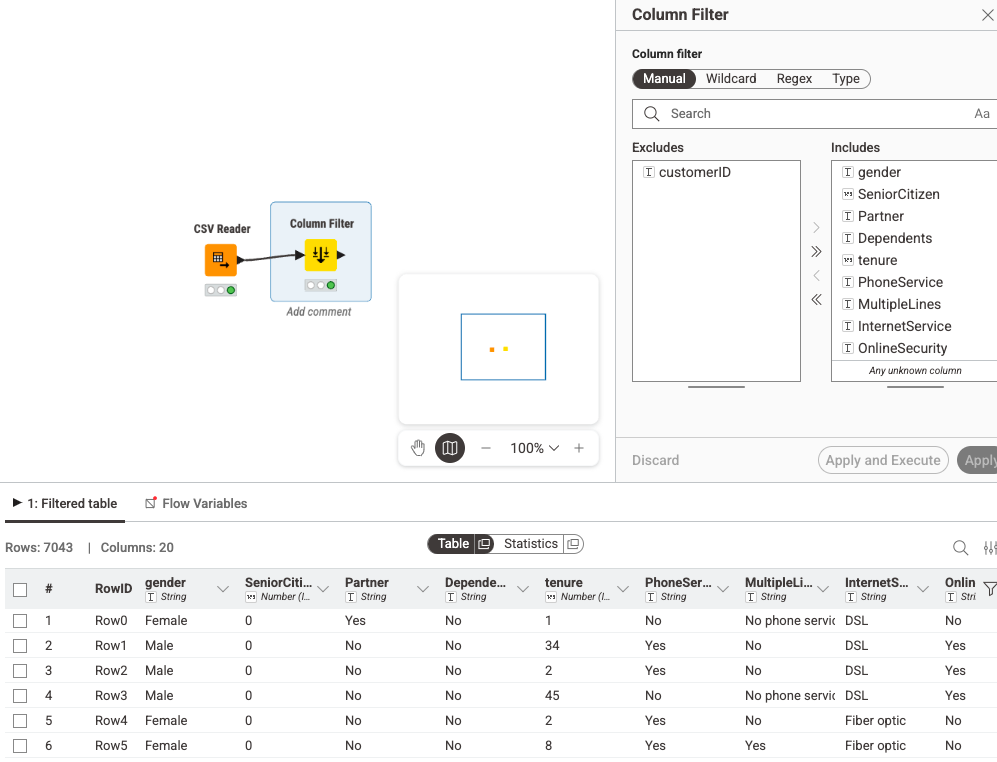 Column Filter
Column filter
Manual Wildcard Regex Type
Search Aa
Excludes Includes
customerID
gender
SeniorCitizen
Partner
Dependents
tenure
PhoneService
MultipleLines
InternetService
OnlineSecurity
Any unknown column
Discard Apply and Execute Apply
CSV Reader
Column Filter
Add comment
100%
1: Filtered table Flow Variables
Rows: 7043 | Columns: 20
Table Statistics
# RowID gender SeniorCiti... Partner Depende... tenure PhoneSer... MultipleLi... InternetS... Onlin
String Number (I... String String Number (I... String String String Stri
1 Row0 Female 0 Yes No 1 No No phone servic DSL No
2 Row1 Male 0 No No 34 Yes No DSL Yes
3 Row2 Male 0 No No 2 Yes No DSL Yes
4 Row3 Male 0 No No 45 No No phone servic DSL Yes
5 Row4 Female 0 No No 2 Yes No Fiber optic No
6 Row5 Female 0 No No 8 Yes Yes Fiber optic No